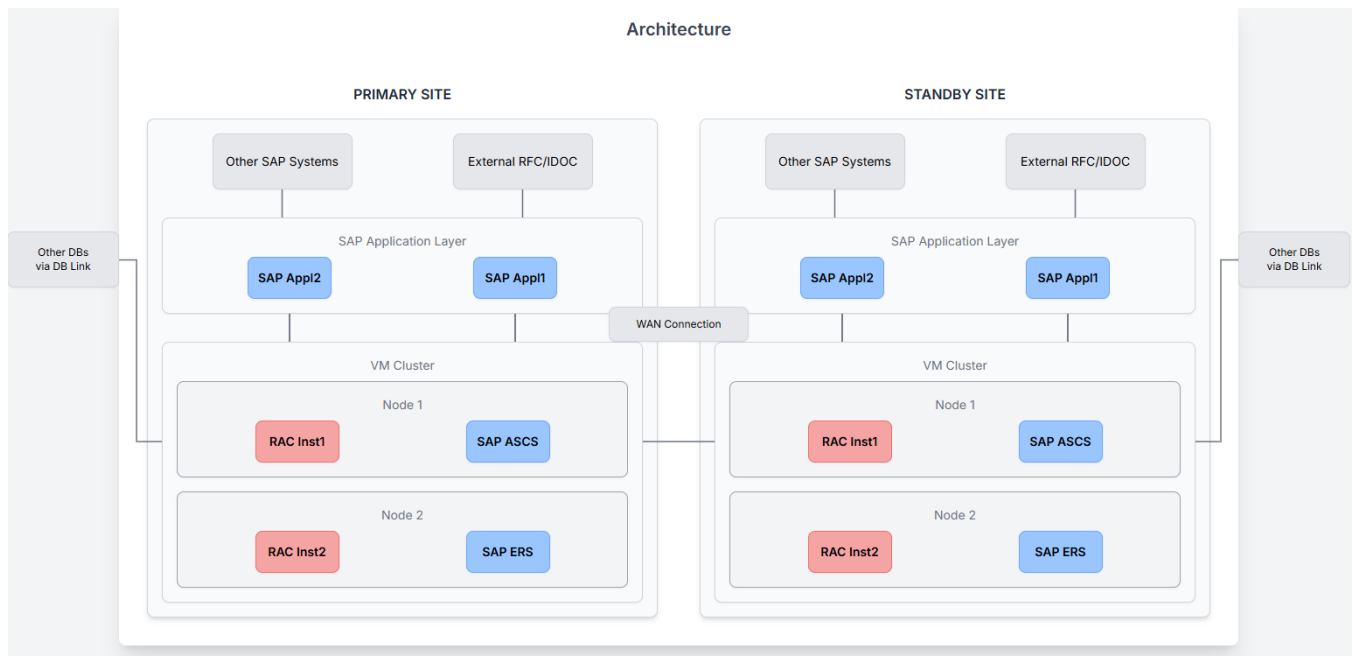 Architecture
PRIMARY SITE
Other SAP Systems
External RFC/IDOC
SAP Application Layer
SAP Appl2
SAP Appl1
Other DBs
via DB Link
VM Cluster
Node 1
RAC Inst1
SAP ASCS
Node 2
RAC Inst2
SAP ERS
WAN Connection
STANDBY SITE
Other SAP Systems
External RFC/IDOC
SAP Application Layer
SAP Appl2
SAP Appl1
Other DBs
via DB Link
VM Cluster
Node 1
RAC Inst1
SAP ASCS
Node 2
RAC Inst2
SAP ERS